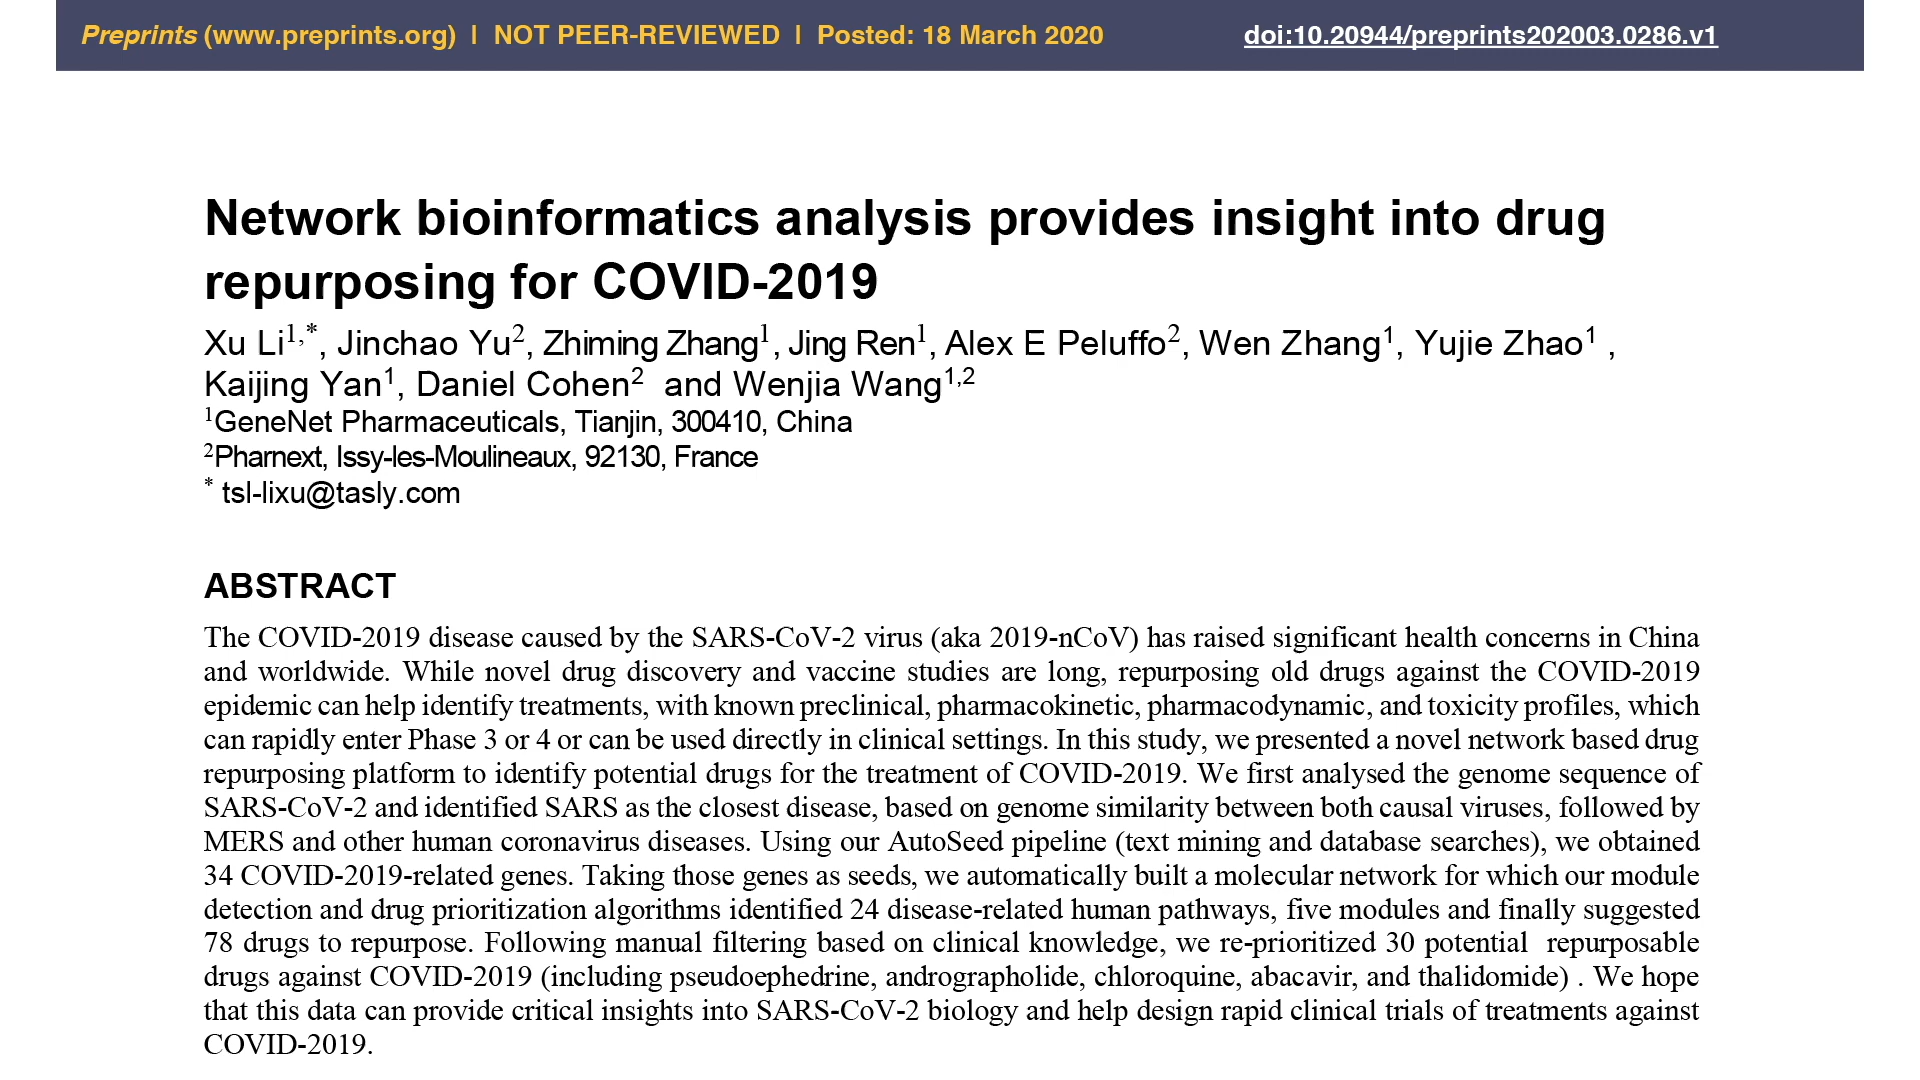 Preprints (www.preprints.org) | NOT PEER-REVIEWED | Posted: 18 March 2020 doi:10.20944/preprints202003.0286.v1
Network bioinformatics analysis provides insight into drug
repurposing for COVID-2019
Xu Li1,*, Jinchao Yu2, Zhiming Zhang1, Jing Ren1, Alex E Peluffo2, Wen Zhang1, Yujie Zhao1 ,
Kaijing Yan1, Daniel Cohen2 and Wenjia Wang1,2
1GeneNet Pharmaceuticals, Tianjin, 300410, China
2Pharnext, Issy-les-Moulineaux, 92130, France
* tsl-lixu@tasly.com
ABSTRACT
The COVID-2019 disease caused by the SARS-CoV-2 virus (aka 2019-nCoV) has raised significant health concerns in China
and worldwide. While novel drug discovery and vaccine studies are long, repurposing old drugs against the COVID-2019
epidemic can help identify treatments, with known preclinical, pharmacokinetic, pharmacodynamic, and toxicity profiles, which
can rapidly enter Phase 3 or 4 or can be used directly in clinical settings. In this study, we presented a novel network based drug
repurposing platform to identify potential drugs for the treatment of COVID-2019. We first analysed the genome sequence of
SARS-CoV-2 and identified SARS as the closest disease, based on genome similarity between both causal viruses, followed by
MERS and other human coronavirus diseases. Using our AutoSeed pipeline (text mining and database searches), we obtained
34 COVID-2019-related genes. Taking those genes as seeds, we automatically built a molecular network for which our module
detection and drug prioritization algorithms identified 24 disease-related human pathways, five modules and finally suggested
78 drugs to repurpose. Following manual filtering based on clinical knowledge, we re-prioritized 30 potential repurposable
drugs against COVID-2019 (including pseudoephedrine, andrographolide, chloroquine, abacavir, and thalidomide) . We hope
that this data can provide critical insights into SARS-CoV-2 biology and help design rapid clinical trials of treatments against
COVID-2019.